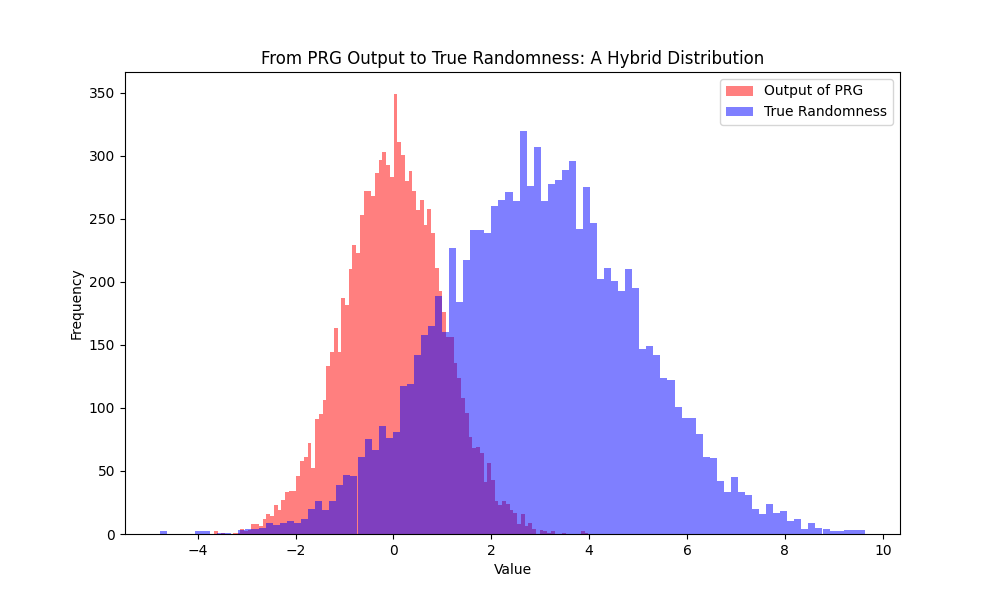 From PRG Output to True Randomness: A Hybrid Distribution
Output of PRG
True Randomness
350
300
250
200
150
100
50
0
Frequency
−4 −2 0 2 4 6 8 10
Value